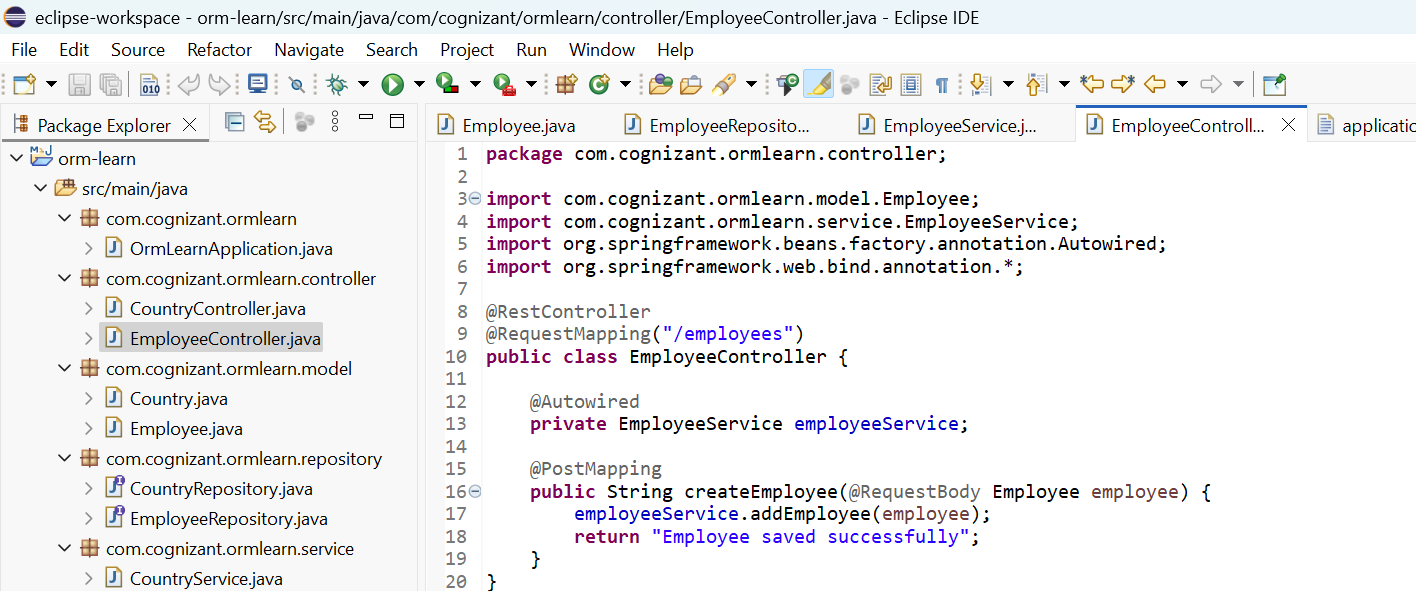 eclipse-workspace - orm-learn/src/main/java/com/cognizant/ormlearn/controller/EmployeeController.java - Eclipse IDE
File Edit Source Refactor Navigate Search Project Run Window Help
010
Package Explorer
Employee.java EmployeeReposito... EmployeeService.j... EmployeeControll... applicatio
orm-learn
src/main/java
com.cognizant.ormlearn
OrmLearnApplication.java
com.cognizant.ormlearn.controller
CountryController.java
EmployeeController.java
com.cognizant.ormlearn.model
Country.java
Employee.java
com.cognizant.ormlearn.repository
CountryRepository.java
EmployeeRepository.java
com.cognizant.ormlearn.service
CountryService.java
1 package com.cognizant.ormlearn.controller;
2
3 import com.cognizant.ormlearn.model.Employee;
4 import com.cognizant.ormlearn.service.EmployeeService;
5 import org.springframework.beans.factory.annotation.Autowired;
6 import org.springframework.web.bind.annotation.*;
7
8 @RestController
9 @RequestMapping("/employees")
10 public class EmployeeController {
11
12 @Autowired
13 private EmployeeService employeeService;
14
15 @PostMapping
16 public String createEmployee(@RequestBody Employee employee) {
17 employeeService.addEmployee(employee);
18 return "Employee saved successfully";
19 }
20 }